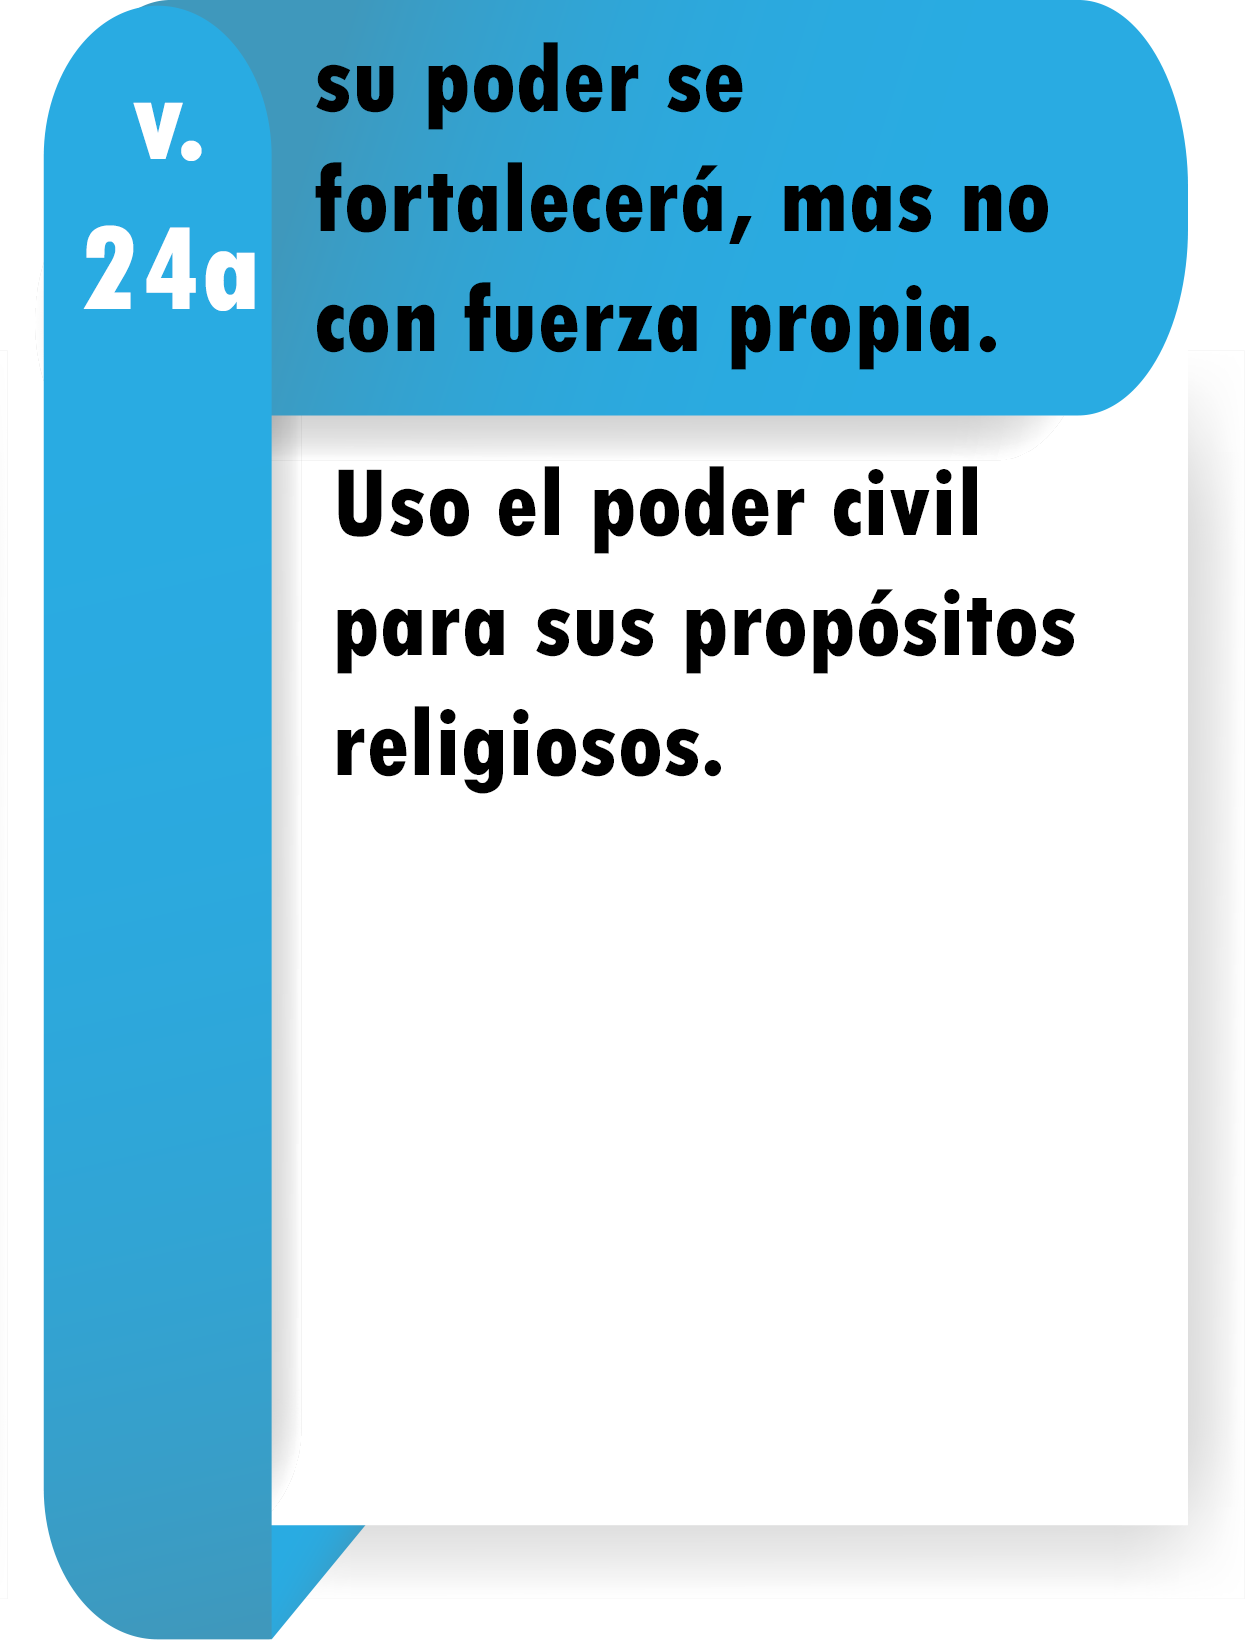 v.
24a
su poder se
fortalecerá, mas no
con fuerza propia.
Uso el poder civil
para sus propósitos
religiosos.